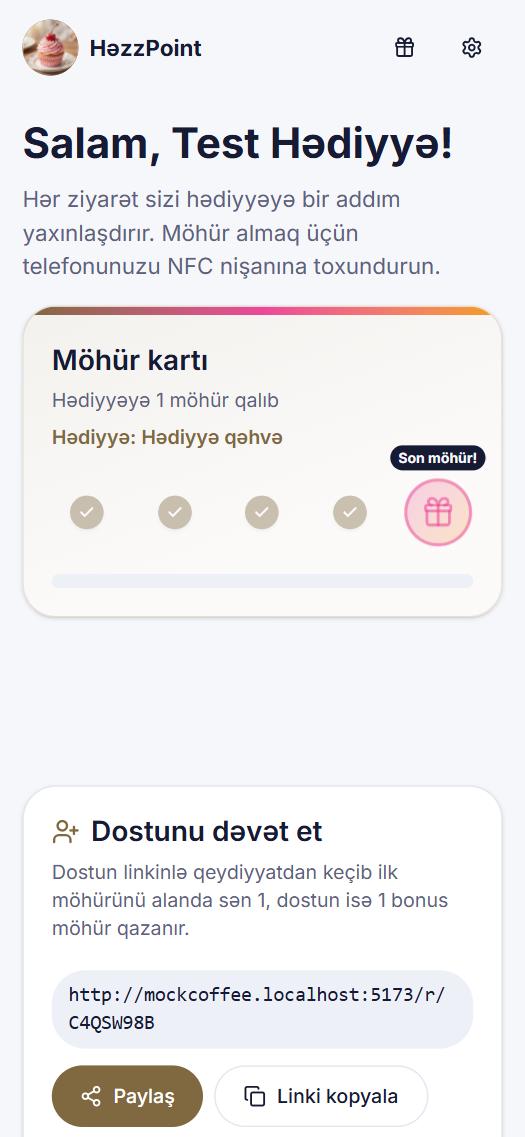 HəzzPoint
Salam, Test Hədiyyə!
Hər ziyarət sizi hədiyyəyə bir addım
yaxınlaşdırır. Möhür almaq üçün
telefonunuzu NFC nişanına toxundurun.
Möhür kartı
Hədiyyəyə 1 möhür qalıb
Hədiyyə: Hədiyyə qəhvə
Son möhür!
Dostunu dəvət et
Dostun linkinlə qeydiyyatdan keçib ilk
möhürünü alanda sən 1, dostun isə 1 bonus
möhür qazanır.
http://mockcoffee.localhost:5173/r/
C4QSW98B
Paylaş
Linki kopyala